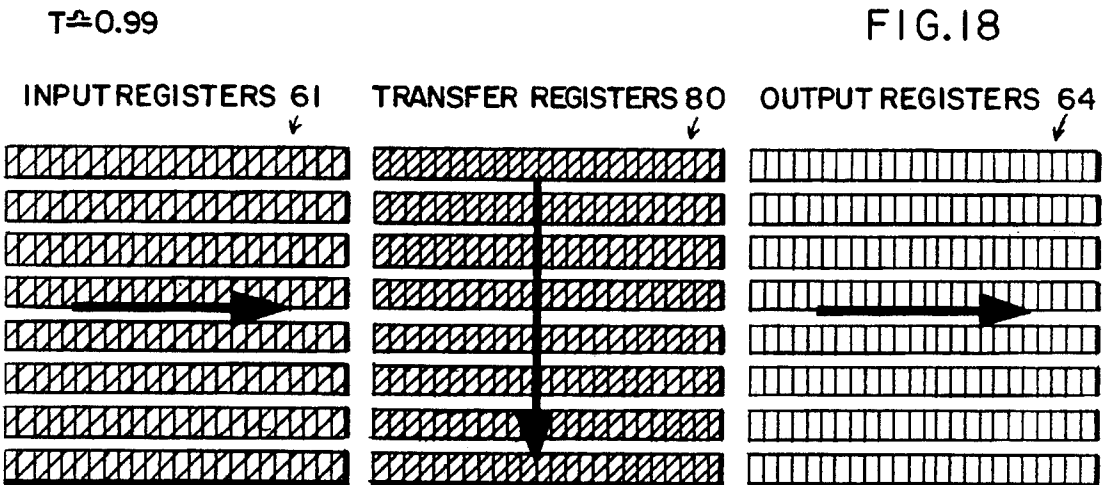 T≏0.99
FIG.18
INPUT REGISTERS 61
TRANSFER REGISTERS 80
OUTPUT REGISTERS 64